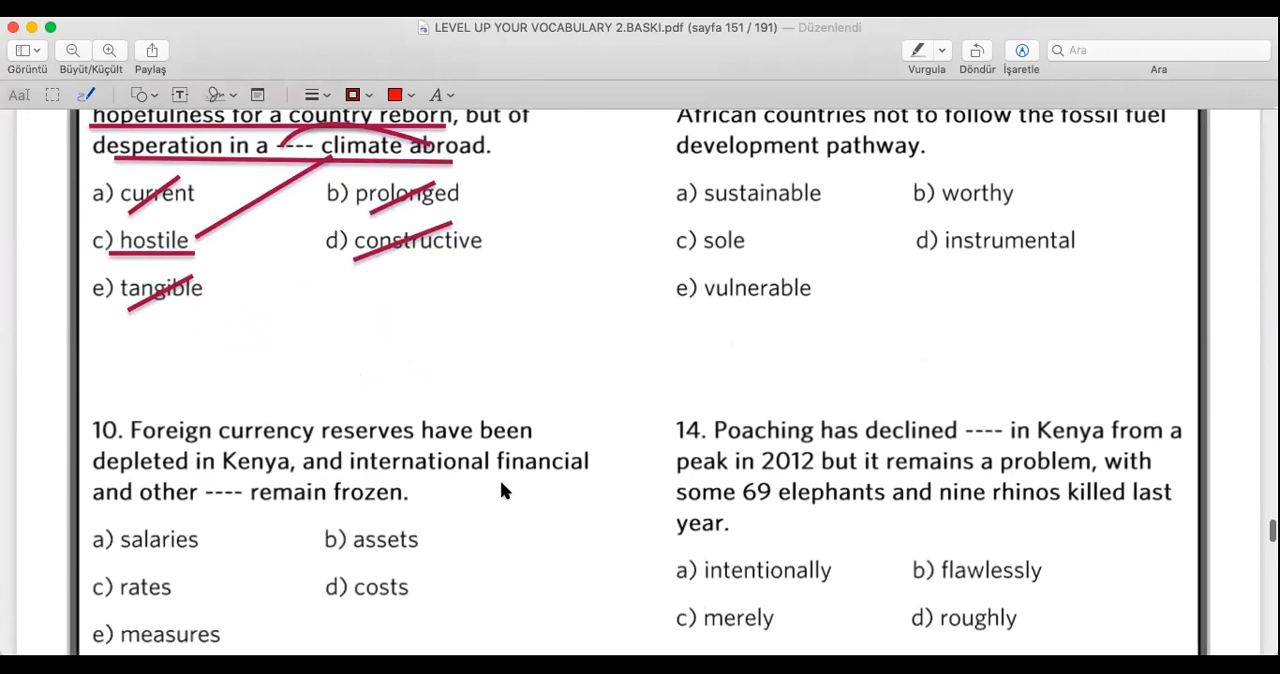 LEVEL UP YOUR VOCABULARY 2.BASKI.pdf (sayfa 151 / 191) — Düzenlendi
Ara
Görüntü Büyüt/Küçült Paylaş Vurgula Döndür İşaretle Ara
hopefulness for a country reborn, but of
desperation in a ---- climate abroad.
a) current b) prolonged
c) hostile d) constructive
e) tangible
10. Foreign currency reserves have been
depleted in Kenya, and international financial
and other ---- remain frozen.
a) salaries b) assets
c) rates d) costs
e) measures
African countries not to follow the fossil fuel
development pathway.
a) sustainable b) worthy
c) sole d) instrumental
e) vulnerable
14. Poaching has declined ---- in Kenya from a
peak in 2012 but it remains a problem, with
some 69 elephants and nine rhinos killed last
year.
a) intentionally b) flawlessly
c) merely d) roughly